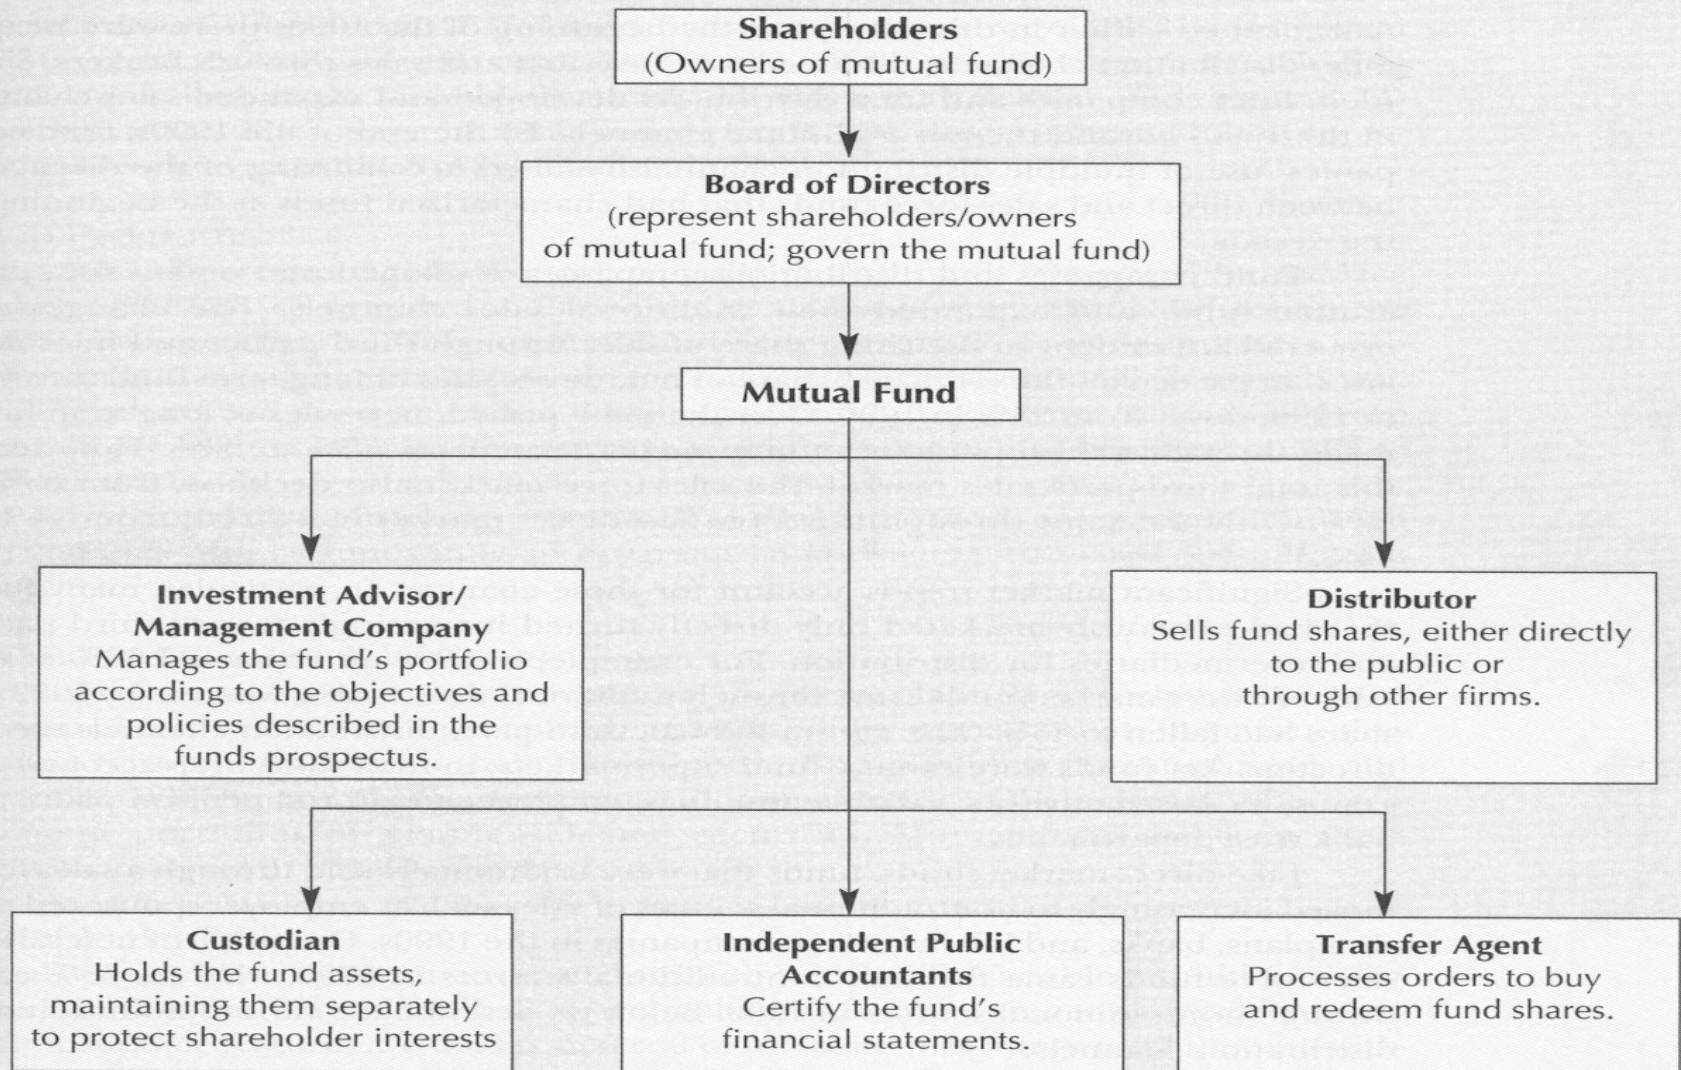 Shareholders
(Owners of mutual fund)
Board of Directors
(represent shareholders/owners
of mutual fund; govern the mutual fund)
Mutual Fund
Investment Advisor/
Management Company
Manages the fund's portfolio
according to the objectives and
policies described in the
funds prospectus.
Distributor
Sells fund shares, either directly
to the public or
through other firms.
Custodian
Holds the fund assets,
maintaining them separately
to protect shareholder interests
Independent Public
Accountants
Certify the fund's
financial statements.
Transfer Agent
Processes orders to buy
and redeem fund shares.